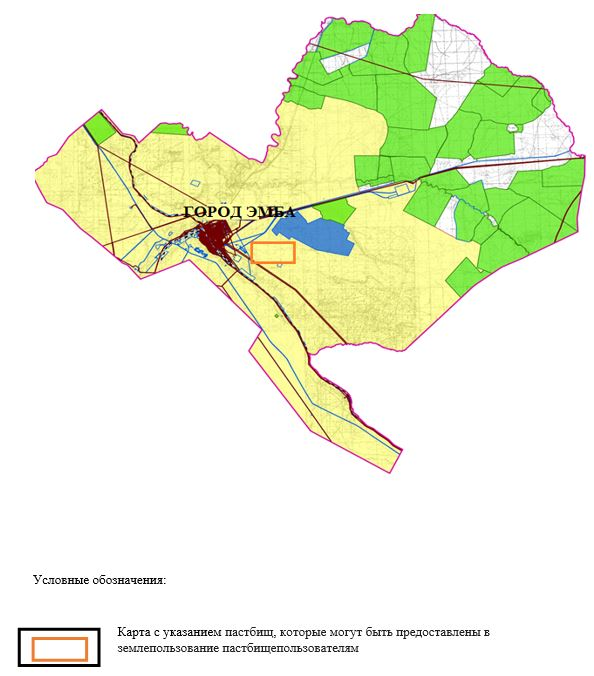 ГОРОД ЭМБА
Условные обозначения:
Карта с указанием пастбищ, которые могут быть предоставлены в
землепользование пастбищепользователям